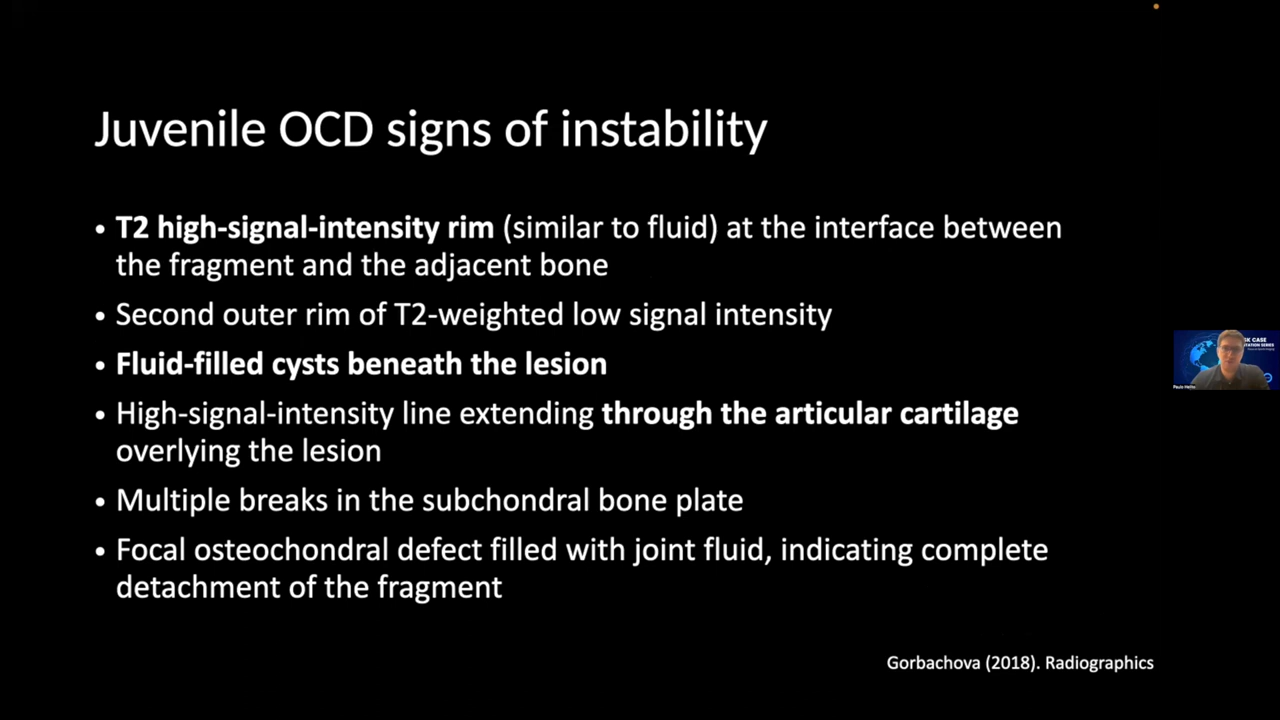 Juvenile OCD signs of instability
• T2 high-signal-intensity rim (similar to fluid) at the interface between
the fragment and the adjacent bone
• Second outer rim of T2-weighted low signal intensity
• Fluid-filled cysts beneath the lesion
• High-signal-intensity line extending through the articular cartilage
overlying the lesion
• Multiple breaks in the subchondral bone plate
• Focal osteochondral defect filled with joint fluid, indicating complete
detachment of the fragment
SK CASE
Gorbachova (2018). Radiographics